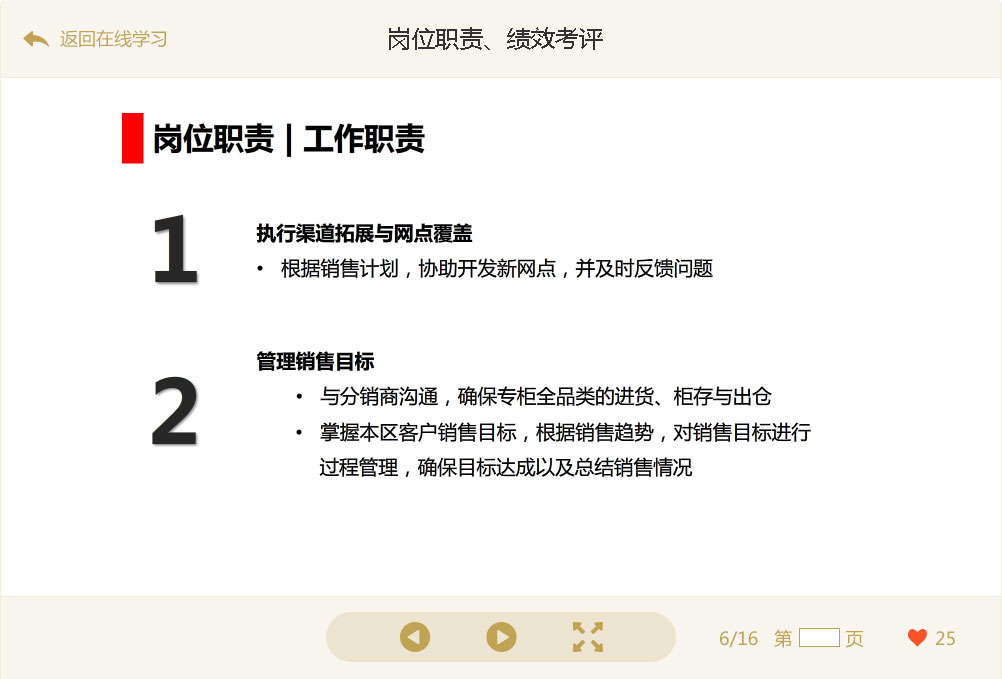 返回在线学习
岗位职责、绩效考评
岗位职责 | 工作职责
1
执行渠道拓展与网点覆盖
• 根据销售计划，协助开发新网点，并及时反馈问题
2
管理销售目标
• 与分销商沟通，确保专柜全品类的进货、柜存与出仓
• 掌握本区客户销售目标，根据销售趋势，对销售目标进行
过程管理，确保目标达成以及总结销售情况
6/16 第 页 25